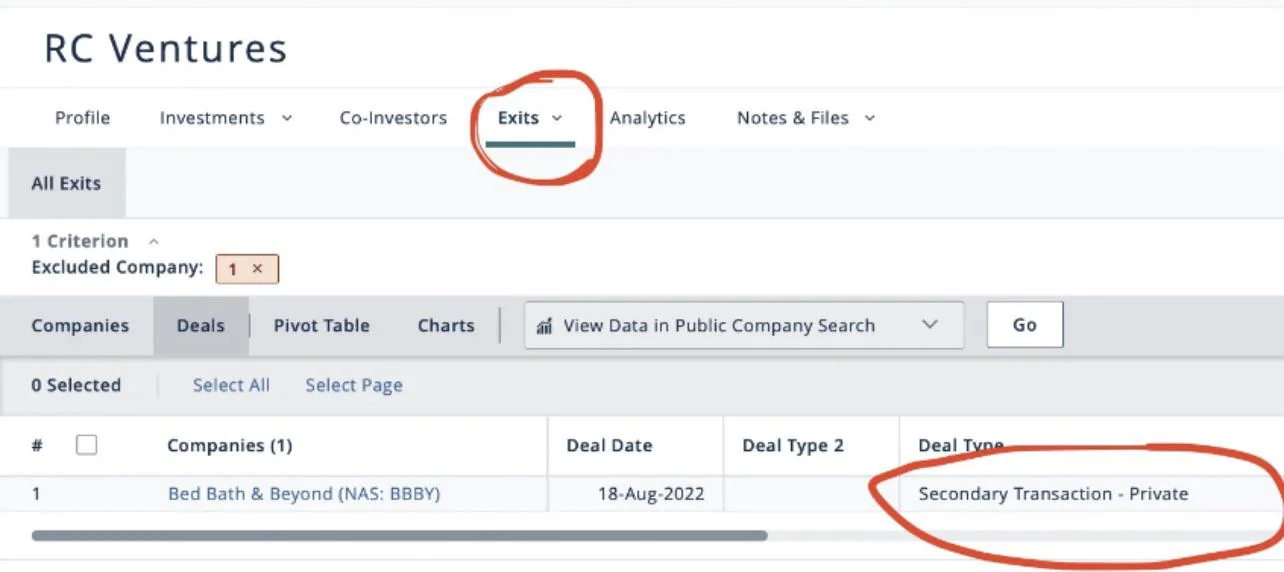 RC Ventures
Profile Investments Co-Investors Exits Analytics Notes & Files
All Exits
1 Criterion
Excluded Company: 1 ×
Companies Deals Pivot Table Charts View Data in Public Company Search Go
0 Selected Select All Select Page
# Companies (1) Deal Date Deal Type 2 Deal Type
1 Bed Bath & Beyond (NAS: BBBY) 18-Aug-2022 Secondary Transaction - Private